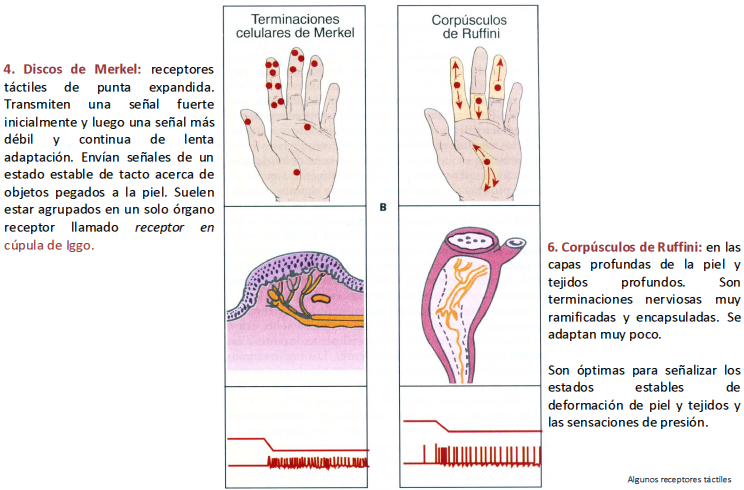 Terminaciones
celulares de Merkel
Corpúsculos
de Ruffini
4. Discos de Merkel: receptores
táctiles de punta expandida.
Transmiten una señal fuerte
inicialmente y luego una señal más
débil y continua de lenta
adaptación. Envían señales de un
estado estable de tacto acerca de
objetos pegados a la piel. Suelen
estar agrupados en un solo órgano
receptor llamado receptor en
cúpula de Iggo.
B
6. Corpúsculos de Ruffini: en las
capas profundas de la piel y
tejidos profundos. Son
terminaciones nerviosas muy
ramificadas y encapsuladas. Se
adaptan muy poco.
Son óptimas para señalizar los
estados estables de
deformación de piel y tejidos y
las sensaciones de presión.
Algunos receptores táctiles